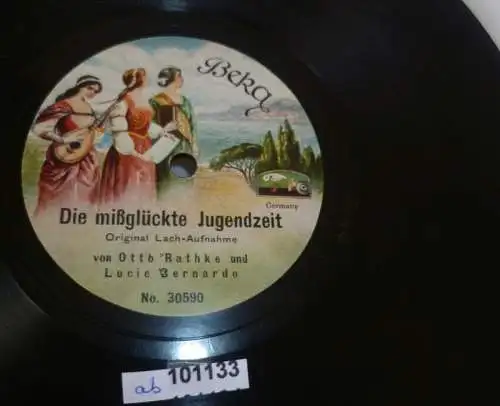 Beka
Germany
Die mißglückte Jugendzeit
Original Lach-Aufnahme
von Otto Rathke und
Lucie Bernardo
No. 30590
ab 101133